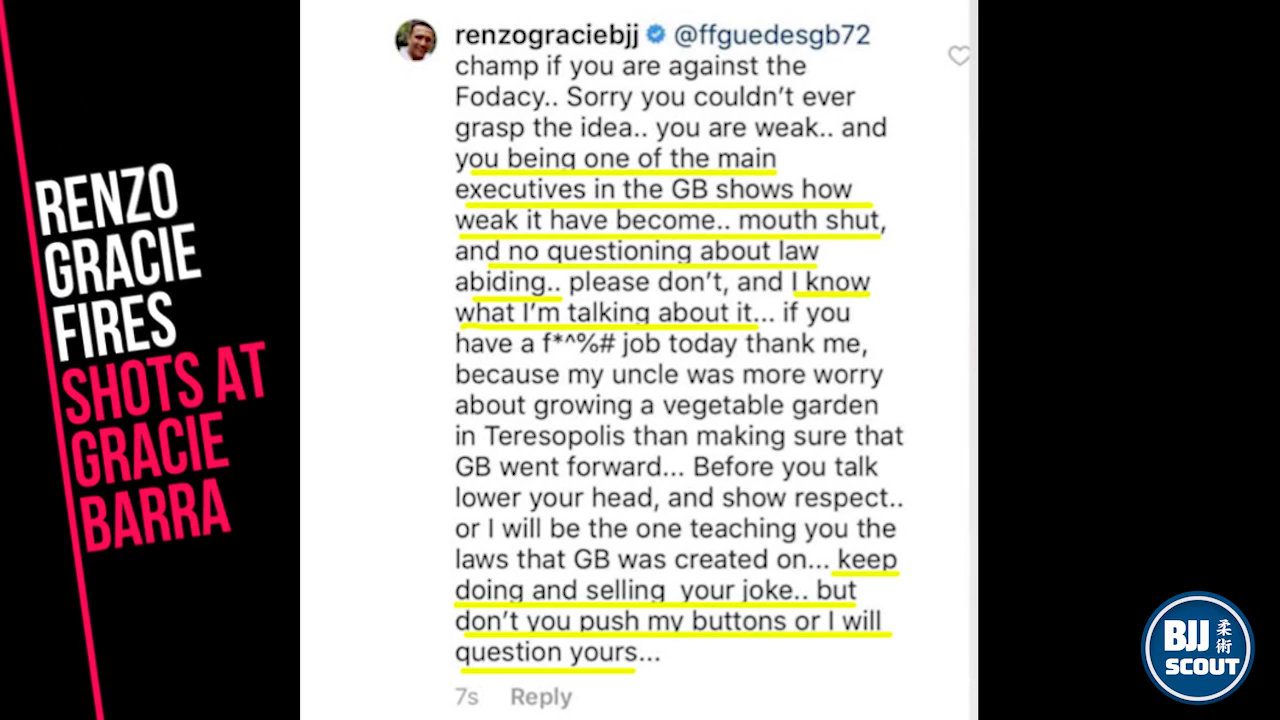 RENZO
GRACIE
FIRES
SHOTS AT
GRACIE
BARRA
renzograciebjj @ffguedesgb72
champ if you are against the
Fodacy.. Sorry you couldn't ever
grasp the idea.. you are weak.. and
you being one of the main
executives in the GB shows how
weak it have become.. mouth shut,
and no questioning about law
abiding.. please don't, and I know
what I'm talking about it... if you
have a f*^%# job today thank me,
because my uncle was more worry
about growing a vegetable garden
in Teresopolis than making sure that
GB went forward... Before you talk
lower your head, and show respect..
or I will be the one teaching you the
laws that GB was created on... keep
doing and selling your joke.. but
don't you push my buttons or I will
question yours...
7s Reply
BJJ 柔術
SCOUT